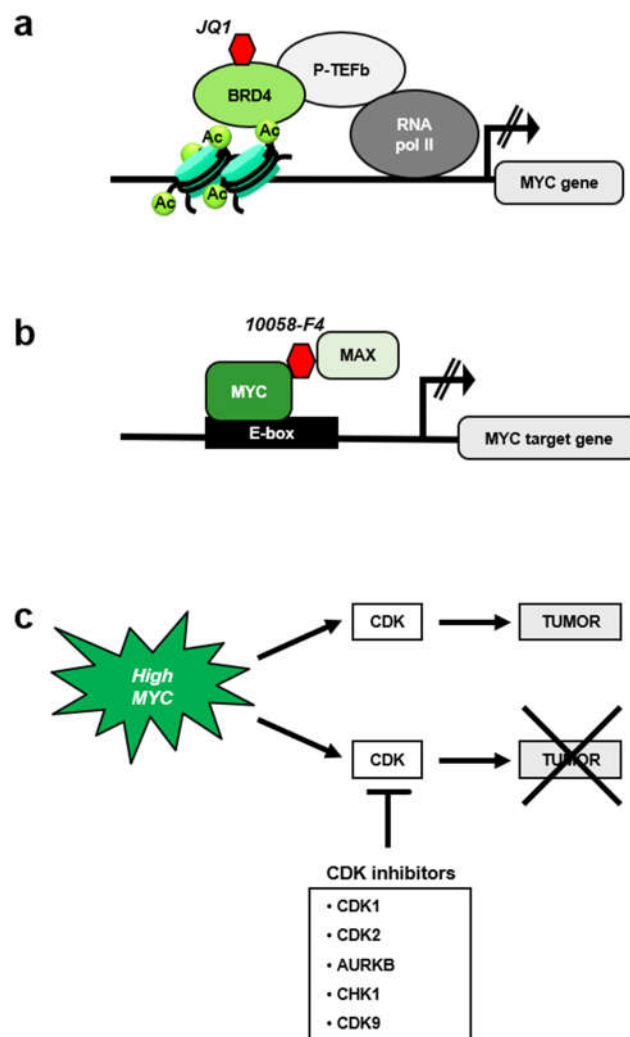 a
JQ1
P-TEFb
BRD4
RNA
pol II
Ac
Ac
Ac
Ac
MYC gene
b
10058-F4
MAX
MYC
E-box
MYC target gene
c
High
MYC
CDK
TUMOR
CDK
TUMOR
CDK inhibitors
• CDK1
• CDK2
• AURKB
• CHK1
• CDK9